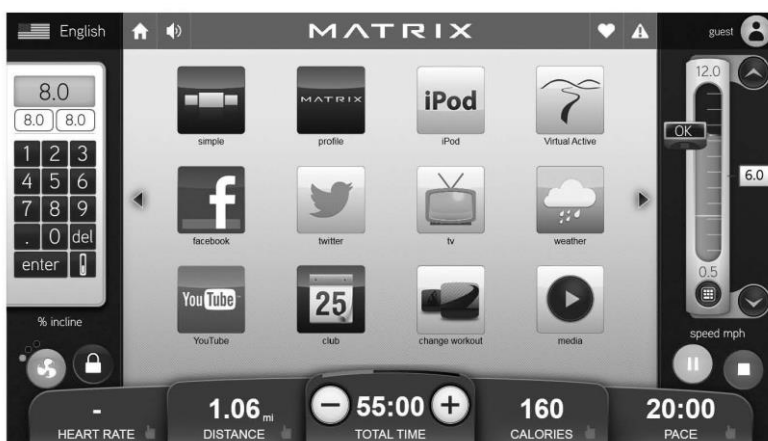 English
MATRIX
guest
8.0
8.0 8.0
1 2 3
4 5 6
7 8 9
. 0 del
enter
% incline
simple
MATRIX
profile
iPod
iPod
Virtual Active
f
facebook
twitter
tv
weather
You Tube
YouTube
25
club
change workout
media
12.0
OK
6.0
0.5
speed mph
-
HEART RATE
1.06 mi
DISTANCE
− 55:00 +
TOTAL TIME
160
CALORIES
20:00
PACE